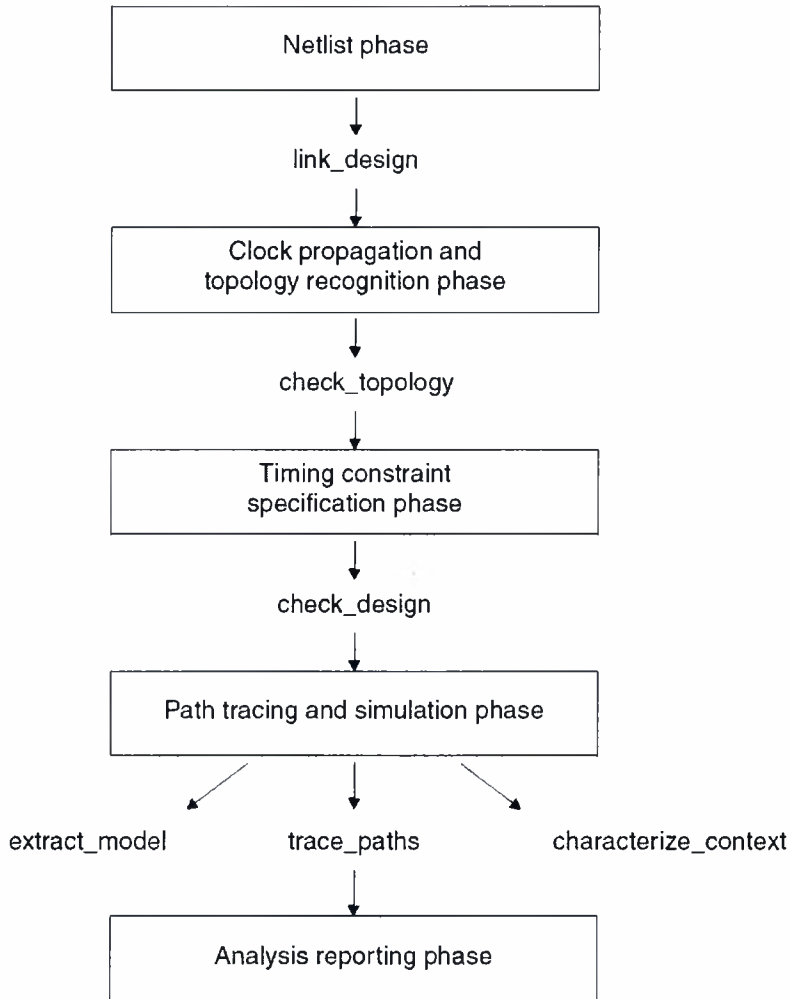 Netlist phase
link_design
Clock propagation and
topology recognition phase
check_topology
Timing constraint
specification phase
check_design
Path tracing and simulation phase
extract_model
trace_paths
characterize_context
Analysis reporting phase